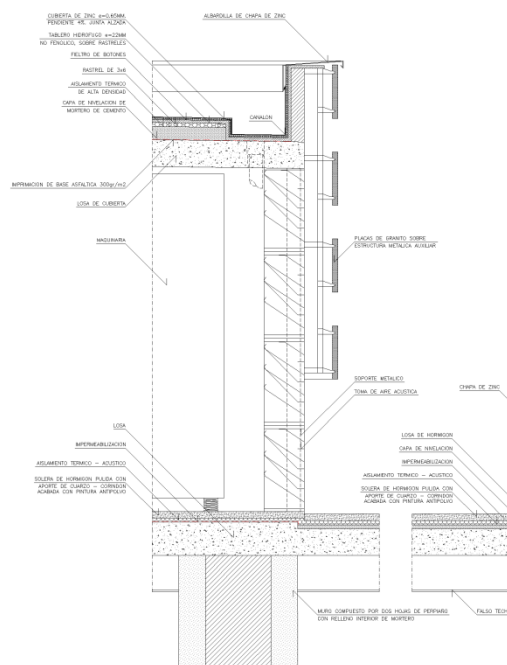 CUBIERTA DE ZINC e=0,65MM.
PENDIENTE 4%. JUNTA ALZADA
TABLERO HIDROFUGO e=22MM
NO FENOLICO, SOBRE RASTRELES
FIELTRO DE BOTONES
RASTREL DE 3x6
AISLAMIENTO TERMICO
DE ALTA DENSIDAD
CAPA DE NIVELACION DE
MORTERO DE CEMENTO
ALBARDILLA DE CHAPA DE ZINC
CANALON
IMPRIMACION DE BASE ASFALTICA 300gr/m2
LOSA DE CUBIERTA
MAQUINARIA
PLACAS DE GRANITO SOBRE
ESTRUCTURA METALICA AUXILIAR
SOPORTE METALICO
TOMA DE AIRE ACUSTICA
CHAPA DE ZINC
LOSA
IMPERMEABILIZACION
AISLAMIENTO TERMICO - ACUSTICO
SOLERA DE HORMIGON PULIDA CON
APORTE DE CUARZO - CORINDON
ACABADA CON PINTURA ANTIPOLVO
LOSA DE HORMIGON
CAPA DE NIVELACION
IMPERMEABILIZACION
AISLAMIENTO TERMICO - ACUSTICO
SOLERA DE HORMIGON PULIDA CON
APORTE DE CUARZO - CORINDON
ACABADA CON PINTURA ANTIPOLVO
MURO COMPUESTO POR DOS HOJAS DE PERPIAÑO
CON RELLENO INTERIOR DE MORTERO
FALSO TECH